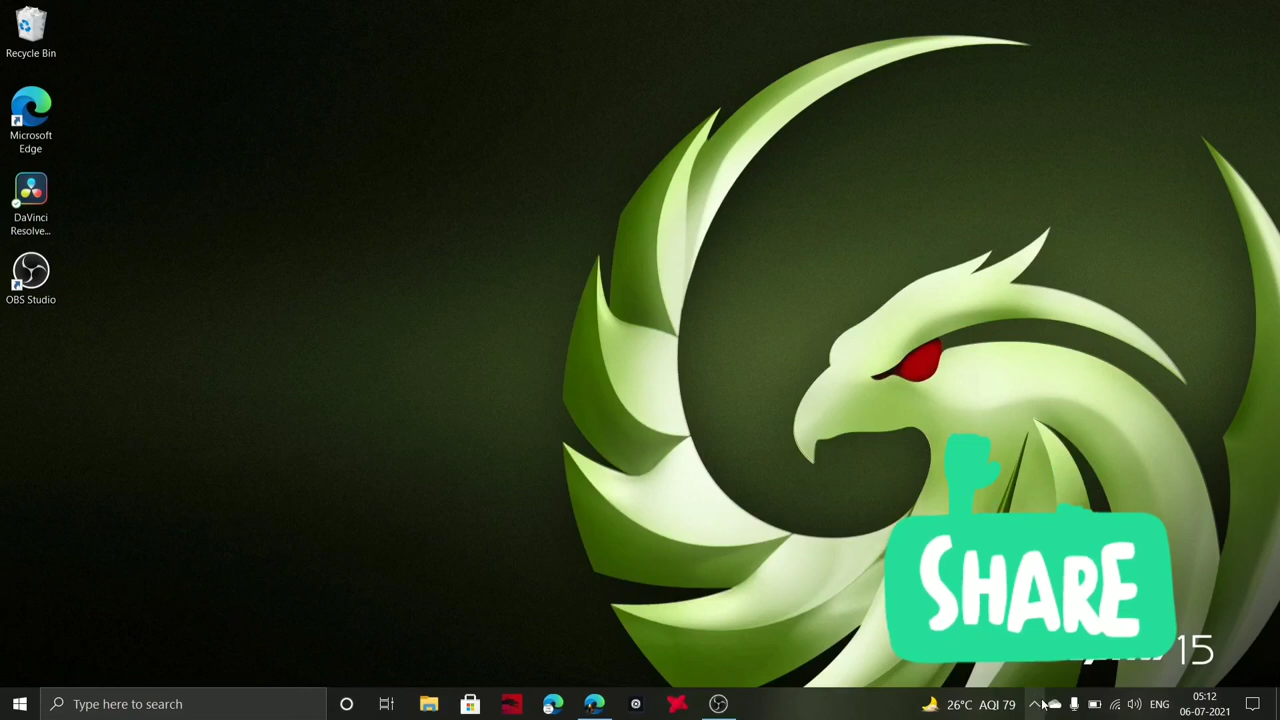 Recycle Bin
Microsoft
Edge
DaVinci
Resolve...
OBS Studio
SHARE
15
Type here to search
26°C AQI 79
ENG
05:12
06-07-2021